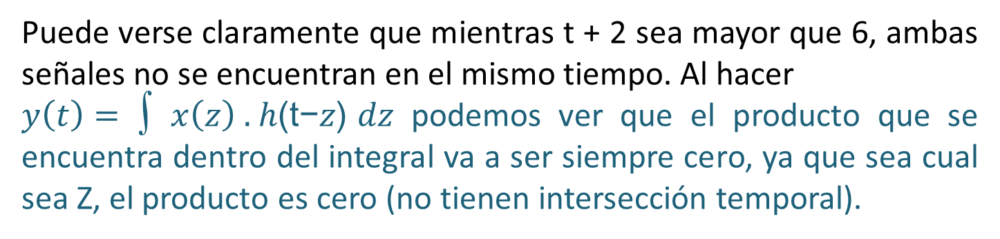 Puede verse claramente que mientras t + 2 sea mayor que 6, ambas
señales no se encuentran en el mismo tiempo. Al hacer
y(t) = ∫ x(z) . h(t−z) dz podemos ver que el producto que se
encuentra dentro del integral va a ser siempre cero, ya que sea cual
sea Z, el producto es cero (no tienen intersección temporal).